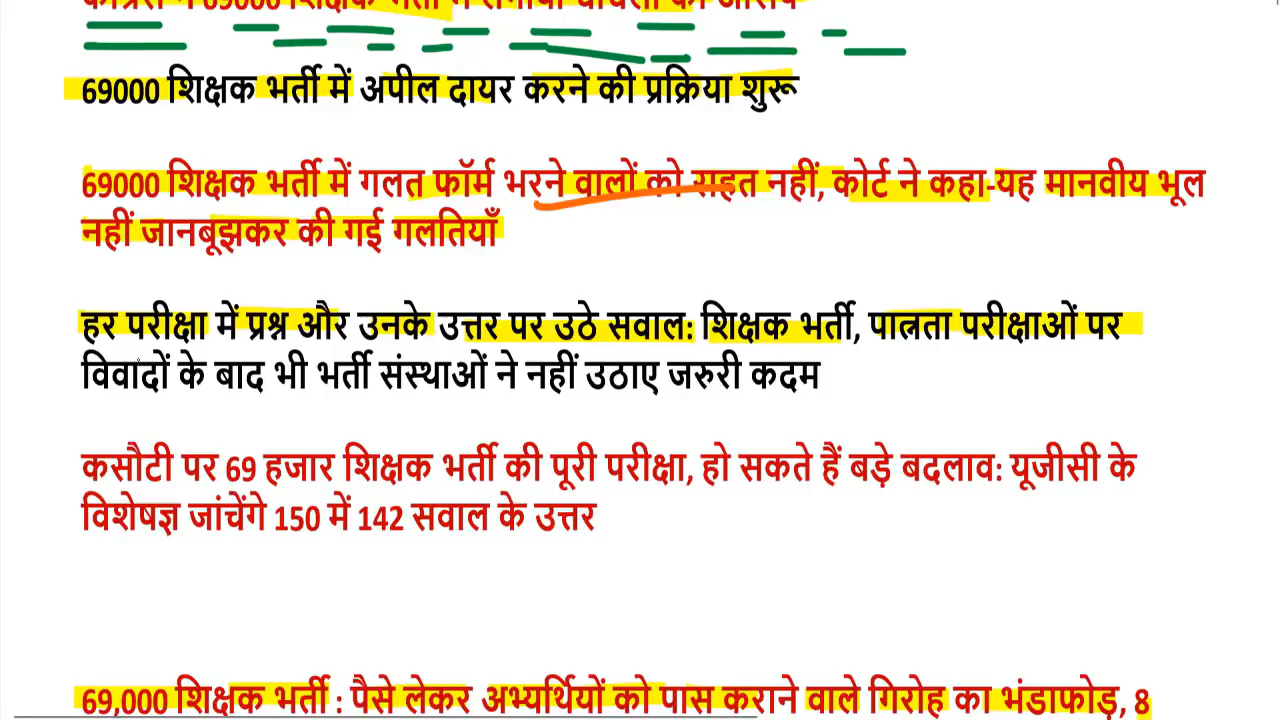 69000 शिक्षक भर्ती में
69000 शिक्षक भर्ती में अपील दायर करने की प्रक्रिया शुरू
69000 शिक्षक भर्ती में गलत फॉर्म भरने वालों को राहत नहीं, कोर्ट ने कहा-यह मानवीय भूल
नहीं जानबूझकर की गई गलतियाँ
हर परीक्षा में प्रश्न और उनके उत्तर पर उठे सवाल: शिक्षक भर्ती, पात्रता परीक्षाओं पर
विवादों के बाद भी भर्ती संस्थाओं ने नहीं उठाए जरुरी कदम
कसौटी पर 69 हजार शिक्षक भर्ती की पूरी परीक्षा, हो सकते हैं बड़े बदलाव: यूजीसी के
विशेषज्ञ जांचेंगे 150 में 142 सवाल के उत्तर
69,000 शिक्षक भर्ती : पैसे लेकर अभ्यर्थियों को पास कराने वाले गिरोह का भंडाफोड़, 8